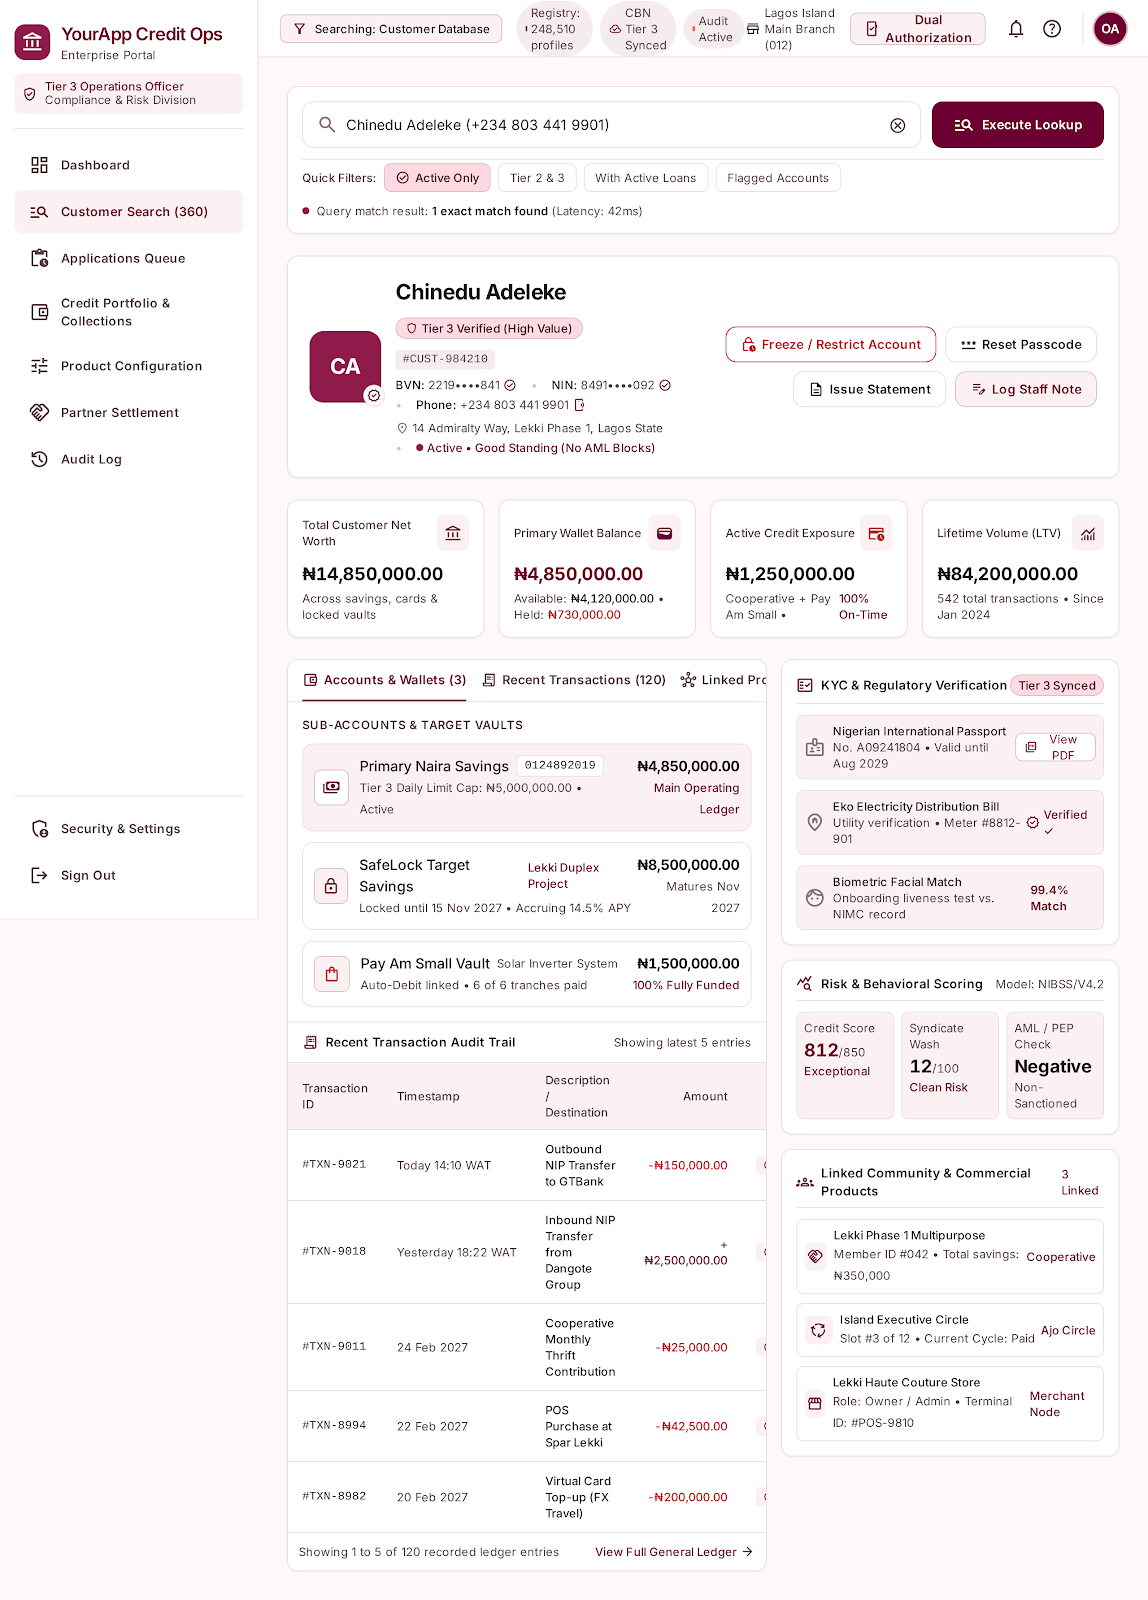 YourApp Credit Ops
Enterprise Portal
Tier 3 Operations Officer
Compliance & Risk Division
Dashboard
Customer Search (360)
Applications Queue
Credit Portfolio &
Collections
Product Configuration
Partner Settlement
Audit Log
Security & Settings
Sign Out
Searching: Customer Database
Registry:
248,510
profiles
CBN
Tier 3
Synced
Audit
Active
Lagos Island
Main Branch
(012)
Dual
Authorization
OA
Chinedu Adeleke (+234 803 441 9901)
Execute Lookup
Quick Filters:
Active Only
Tier 2 & 3
With Active Loans
Flagged Accounts
Query match result: 1 exact match found (Latency: 42ms)
CA
Chinedu Adeleke
Tier 3 Verified (High Value)
#CUST-984210
BVN: 2219••••841 • NIN: 8491••••092
• Phone: +234 803 441 9901
14 Admiralty Way, Lekki Phase 1, Lagos State
• Active • Good Standing (No AML Blocks)
Freeze / Restrict Account
Reset Passcode
Issue Statement
Log Staff Note
Total Customer Net
Worth
₦14,850,000.00
Across savings, cards &
locked vaults
Primary Wallet Balance
₦4,850,000.00
Available: ₦4,120,000.00 •
Held: ₦730,000.00
Active Credit Exposure
₦1,250,000.00
Cooperative + Pay
Am Small •
100%
On-Time
Lifetime Volume (LTV)
₦84,200,000.00
542 total transactions • Since
Jan 2024
Accounts & Wallets (3)
Recent Transactions (120)
Linked Pro
SUB-ACCOUNTS & TARGET VAULTS
Primary Naira Savings
0124892019
Tier 3 Daily Limit Cap: ₦5,000,000.00 •
Active
₦4,850,000.00
Main Operating
Ledger
SafeLock Target
Savings
Lekki Duplex
Project
Locked until 15 Nov 2027 • Accruing 14.5% APY
₦8,500,000.00
Matures Nov
2027
Pay Am Small Vault
Solar Inverter System
Auto-Debit linked • 6 of 6 tranches paid
₦1,500,000.00
100% Fully Funded
Recent Transaction Audit Trail
Showing latest 5 entries
Transaction
ID
Timestamp
Description
/
Destination
Amount
#TXN-9021
Today 14:10 WAT
Outbound
NIP Transfer
to GTBank
-₦150,000.00
#TXN-9018
Yesterday 18:22 WAT
Inbound NIP
Transfer
from
Dangote
Group
+
₦2,500,000.00
#TXN-9011
24 Feb 2027
Cooperative
Monthly
Thrift
Contribution
-₦25,000.00
#TXN-8994
22 Feb 2027
POS
Purchase at
Spar Lekki
-₦42,500.00
#TXN-8982
20 Feb 2027
Virtual Card
Top-up (FX
Travel)
-₦200,000.00
Showing 1 to 5 of 120 recorded ledger entries
View Full General Ledger →
KYC & Regulatory Verification
Tier 3 Synced
Nigerian International Passport
No. A09241804 • Valid until
Aug 2029
View
PDF
Eko Electricity Distribution Bill
Utility verification • Meter #8812-
901
Verified
✓
Biometric Facial Match
Onboarding liveness test vs.
NIMC record
99.4%
Match
Risk & Behavioral Scoring
Model: NIBSS/V4.2
Credit Score
812/850
Exceptional
Syndicate
Wash
12/100
Clean Risk
AML / PEP
Check
Negative
Non-
Sanctioned
Linked Community & Commercial
Products
3
Linked
Lekki Phase 1 Multipurpose
Member ID #042 • Total savings:
₦350,000
Cooperative
Island Executive Circle
Slot #3 of 12 • Current Cycle: Paid
Ajo Circle
Lekki Haute Couture Store
Role: Owner / Admin • Terminal
ID: #POS-9810
Merchant
Node